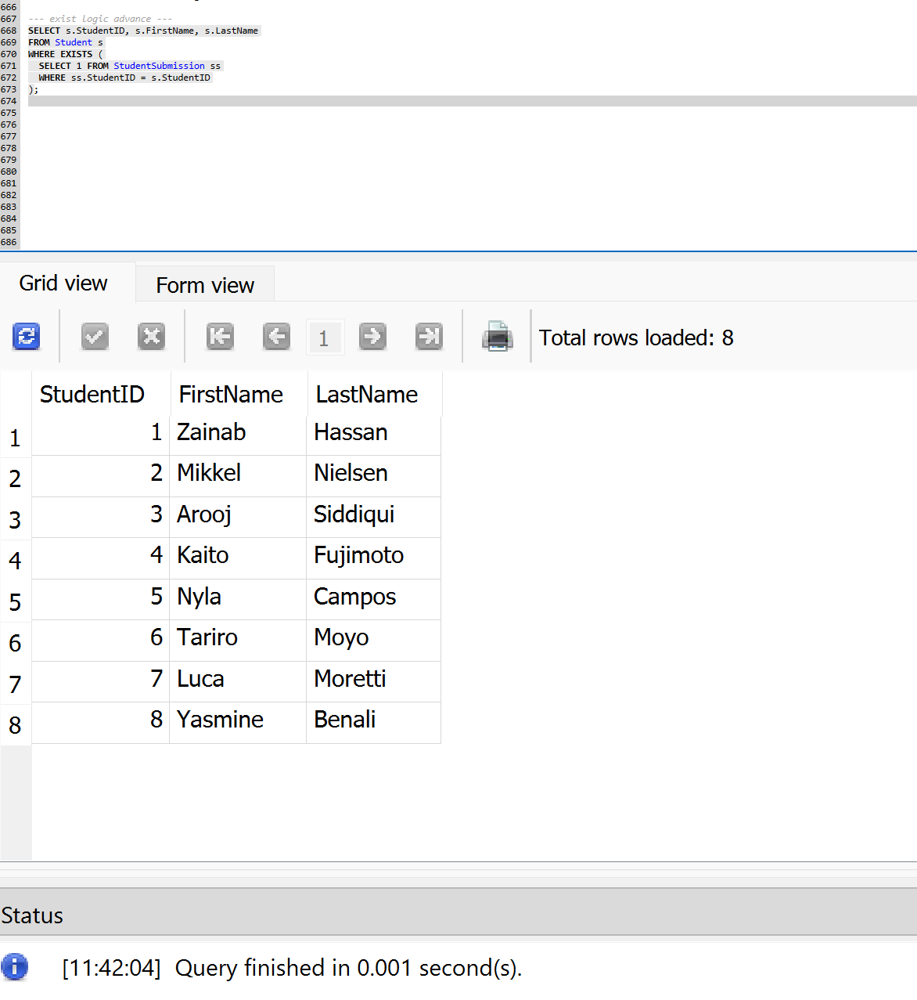 666
667 --- exist logic advance ---
668 SELECT s.StudentID, s.FirstName, s.LastName
669 FROM Student s
670 WHERE EXISTS (
671 SELECT 1 FROM StudentSubmission ss
672 WHERE ss.StudentID = s.StudentID
673 );
674
675
676
677
678
679
680
681
682
683
684
685
686
Grid view Form view
1 Total rows loaded: 8
StudentID FirstName LastName
1 1 Zainab Hassan
2 2 Mikkel Nielsen
3 3 Arooj Siddiqui
4 4 Kaito Fujimoto
5 5 Nyla Campos
6 6 Tariro Moyo
7 7 Luca Moretti
8 8 Yasmine Benali
Status
[11:42:04] Query finished in 0.001 second(s).